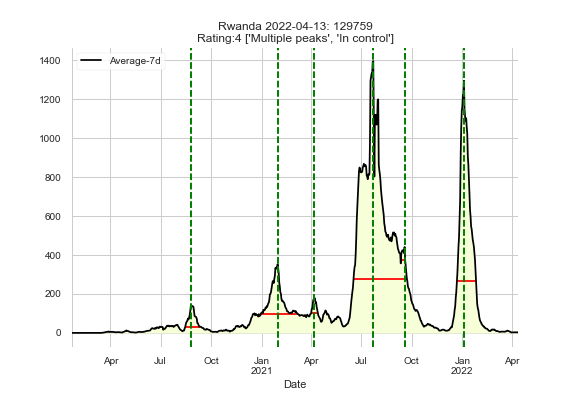 Rwanda 2022-04-13: 129759
Rating:4 ['Multiple peaks', 'In control']
Average-7d
1400
1200
1000
800
600
400
200
0
Apr Jul Oct Jan Apr Jul Oct Jan Apr
2021 2022
Date